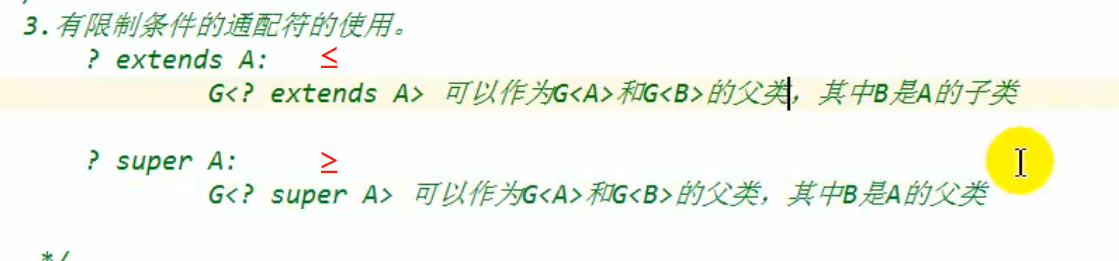 3.有限制条件的通配符的使用。
? extends A: ≤
G<? extends A> 可以作为G<A>和G<B>的父类，其中B是A的子类
? super A: ≥
G<? super A> 可以作为G<A>和G<B>的父类，其中B是A的父类
*/